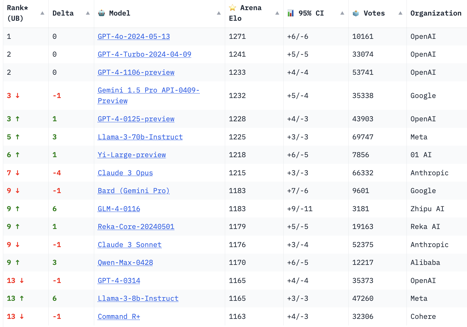 Rank* (UB) ▲ Delta ▲ 🤖 Model ▲ ⭐ Arena Elo ▲ 📊 95% CI ▲ 🗳️ Votes ▲ Organization
1 0 GPT-4o-2024-05-13 1271 +6/-6 10161 OpenAI
2 0 GPT-4-Turbo-2024-04-09 1241 +5/-5 33074 OpenAI
2 0 GPT-4-1106-preview 1233 +4/-4 53741 OpenAI
3 ↓ -1 Gemini 1.5 Pro API-0409-Preview 1232 +5/-4 35338 Google
3 ↑ 1 GPT-4-0125-preview 1228 +4/-3 43903 OpenAI
5 ↑ 3 Llama-3-70b-Instruct 1225 +3/-3 69747 Meta
6 ↑ 1 Yi-Large-preview 1218 +6/-5 7856 01 AI
7 ↓ -4 Claude 3 Opus 1215 +3/-3 66332 Anthropic
9 ↓ -1 Bard (Gemini Pro) 1183 +7/-6 9601 Google
9 ↑ 6 GLM-4-0116 1183 +9/-11 3181 Zhipu AI
9 ↑ 1 Reka-Core-20240501 1179 +5/-5 19163 Reka AI
9 ↓ -1 Claude 3 Sonnet 1176 +3/-4 52375 Anthropic
9 ↑ 3 Qwen-Max-0428 1170 +6/-5 12217 Alibaba
13 ↓ -1 GPT-4-0314 1165 +4/-4 35373 OpenAI
13 ↑ 6 Llama-3-8b-Instruct 1165 +3/-3 47260 Meta
13 ↓ -1 Command R+ 1163 +4/-3 32306 Cohere